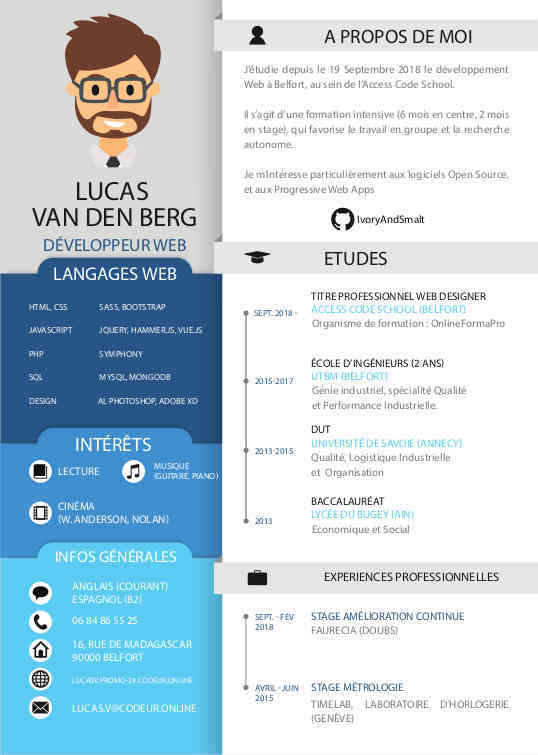 LUCAS
VAN DEN BERG
DÉVELOPPEUR WEB
LANGAGES WEB
HTML, CSS SASS, BOOTSTRAP
JAVASCRIPT JQUERY, HAMMERJS, VUEJS
PHP SYMPHONY
SQL MYSQL, MONGODB
DESIGN AI, PHOTOSHOP, ADOBE XD
INTÉRÊTS
LECTURE
MUSIQUE
(GUITARE, PIANO)
CINÉMA
(W. ANDERSON, NOLAN)
INFOS GÉNÉRALES
ANGLAIS (COURANT)
ESPAGNOL (B2)
06 84 86 55 25
16, RUE DE MADAGASCAR
90000 BELFORT
LUCASV.PROMO-24.CODEUR.ONLINE
LUCAS.V@CODEUR.ONLINE
A PROPOS DE MOI
J'étudie depuis le 19 Septembre 2018 le développement
Web à Belfort, au sein de l'Access Code School.
Il s'agit d'une formation intensive (6 mois en centre, 2 mois
en stage), qui favorise le travail en groupe et la recherche
autonome.
Je m'intéresse particulièrement aux logiciels Open Source,
et aux Progressive Web Apps
IvoryAndSmalt
ETUDES
SEPT. 2018 -
TITRE PROFESSIONNEL WEB DESIGNER
ACCESS CODE SCHOOL (BELFORT)
Organisme de formation : OnlineFormaPro
2015-2017
ÉCOLE D'INGÉNIEURS (2 ANS)
UTBM (BELFORT)
Génie industriel, spécialité Qualité
et Performance Industrielle.
2013-2015
DUT
UNIVERSITÉ DE SAVOIE (ANNECY)
Qualité, Logistique Industrielle
et Organisation
2013
BACCALAURÉAT
LYCÉE DU BUGEY (AIN)
Economique et Social
EXPERIENCES PROFESSIONNELLES
SEPT. - FEV
2018
STAGE AMÉLIORATION CONTINUE
FAURECIA (DOUBS)
AVRIL - JUIN
2015
STAGE MÉTROLOGIE
TIMELAB, LABORATOIRE D'HORLOGERIE
(GENÈVE)